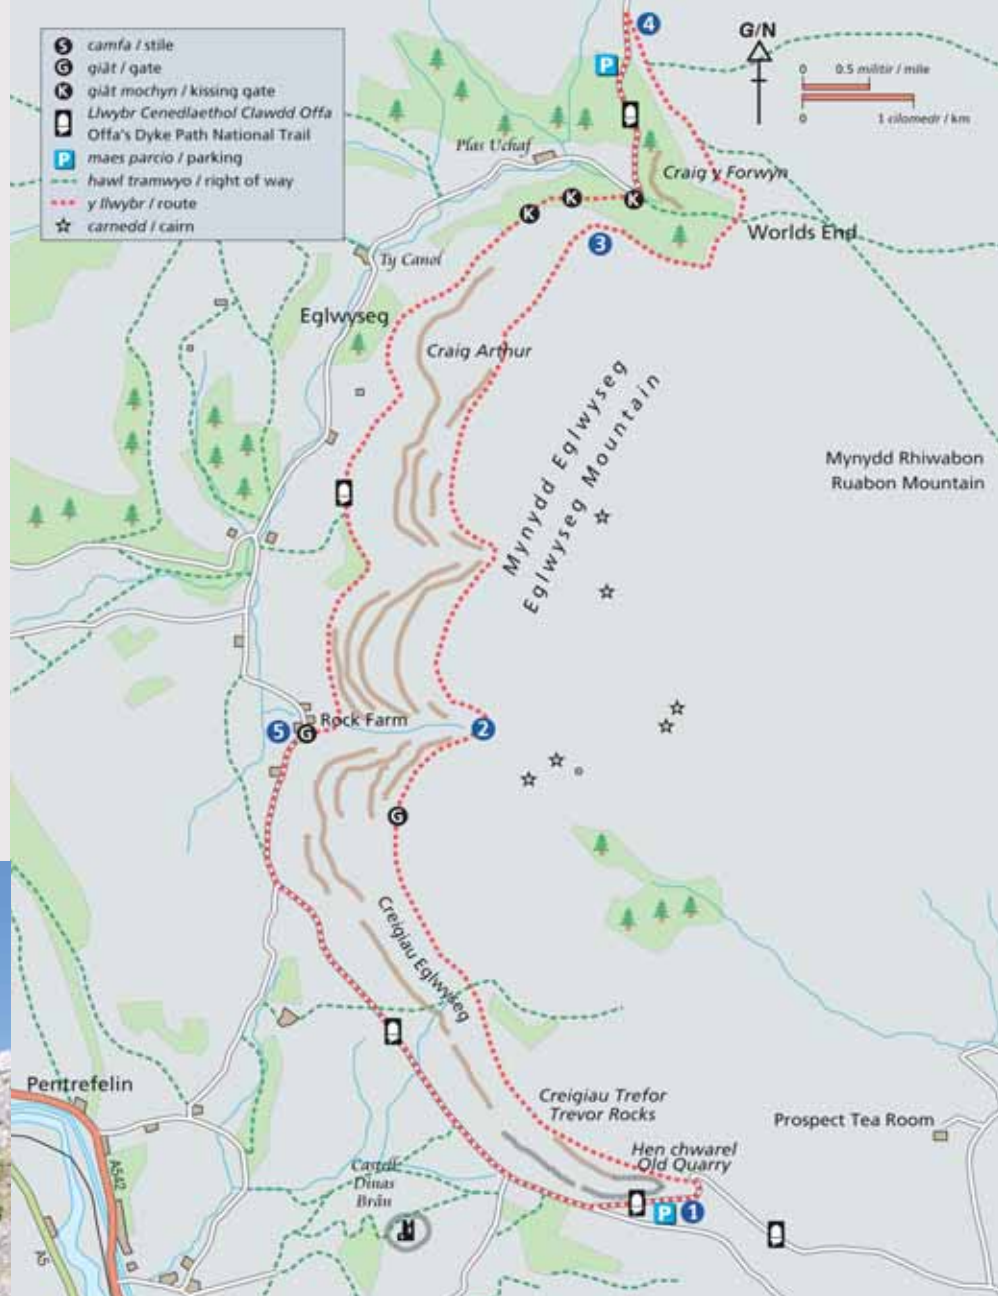 S camfa / stile
G giât / gate
K giât mochyn / kissing gate
Llwybr Cenedlaethol Clawdd Offa
Offa's Dyke Path National Trail
P maes parcio / parking
hawl tramwyo / right of way
y llwybr / route
carnedd / cairn
4
G/N
0 0.5 militir / mile
0 1 cilomedr / km
P
Plas Uchaf
Craig y Forwyn
K
K
K
Worlds End
3
Ty Canol
Eglwyseg
Craig Arthur
Mynydd Eglwyseg
Eglwyseg Mountain
Mynydd Rhiwabon
Ruabon Mountain
5
G
Rock Farm
2
G
Creigiau Eglwyseg
Pentrefelin
Creigiau Trefor
Trevor Rocks
Prospect Tea Room
Hen chwarel
Old Quarry
A542
Castell
Dinas
Brân
P
1
A5